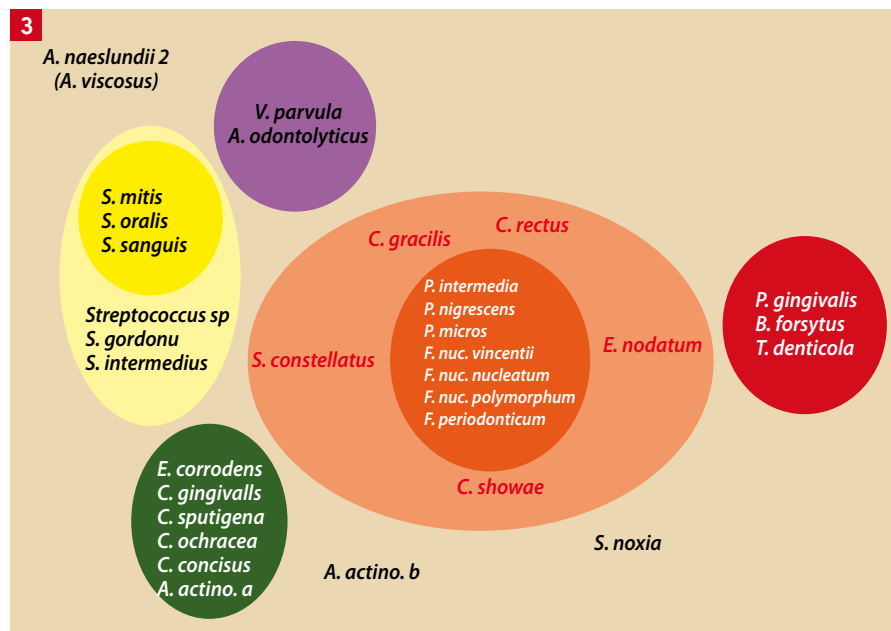 3
A. naeslundii 2
(A. viscosus)
V. parvula
A. odontolyticus
S. mitis
S. oralis
S. sanguis
Streptococcus sp
S. gordonu
S. intermedius
C. gracilis
C. rectus
S. constellatus
E. nodatum
C. showae
P. intermedia
P. nigrescens
P. micros
F. nuc. vincentii
F. nuc. nucleatum
F. nuc. polymorphum
F. periodonticum
P. gingivalis
B. forsytus
T. denticola
E. corrodens
C. gingivalls
C. sputigena
C. ochracea
C. concisus
A. actino. a
A. actino. b
S. noxia